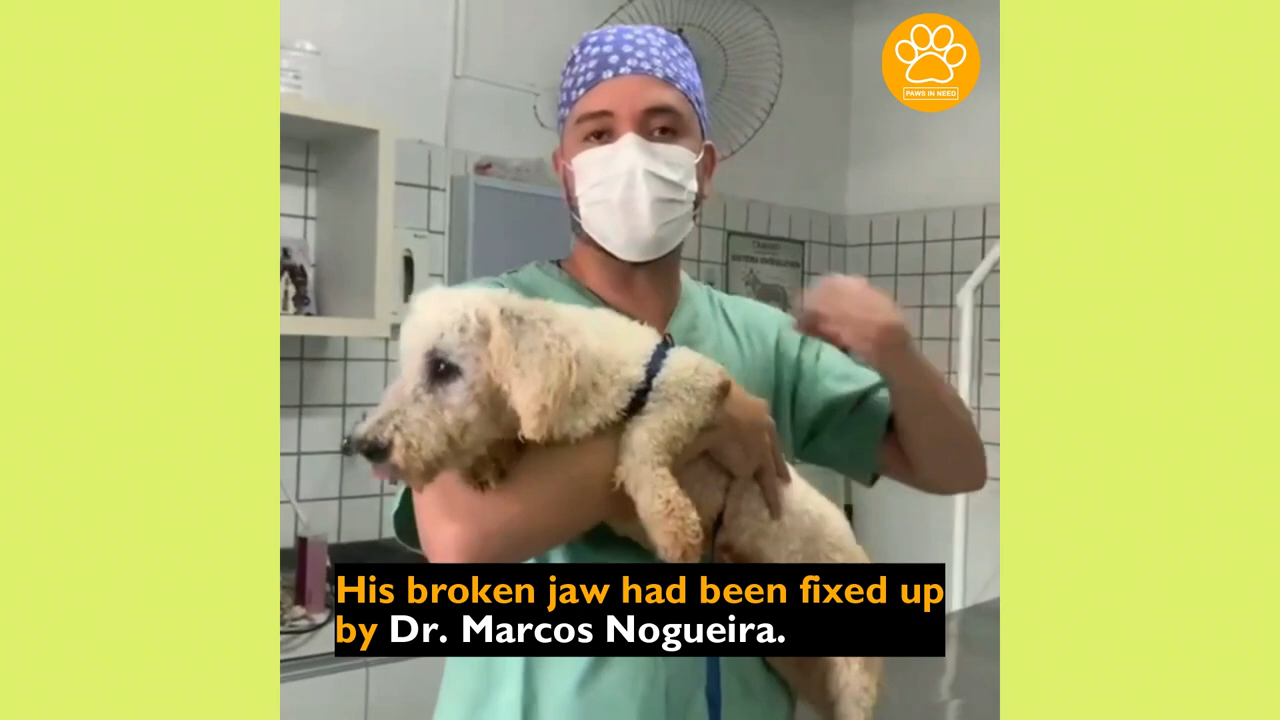 PAWS IN NEED
His broken jaw had been fixed up
by Dr. Marcos Nogueira.